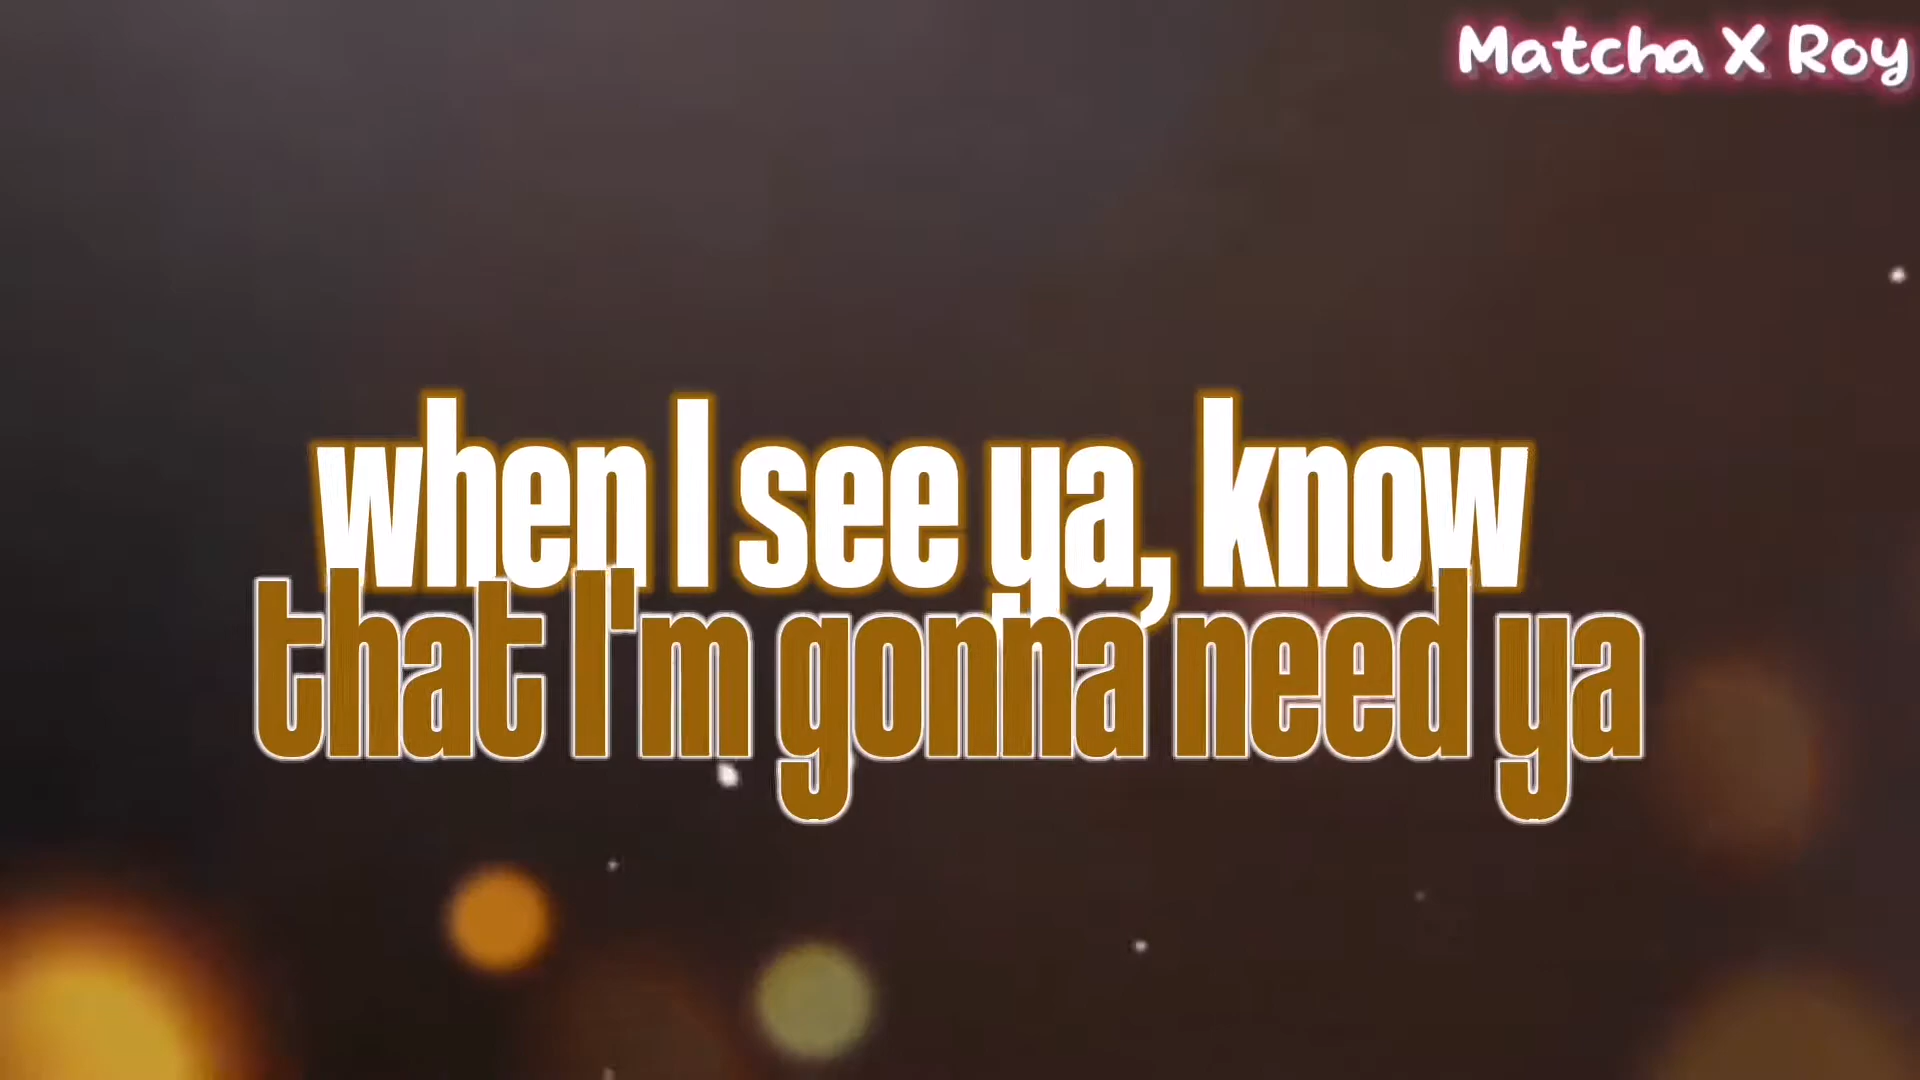 Matcha X Roy
when I see ya, know
that I'm gonna need ya